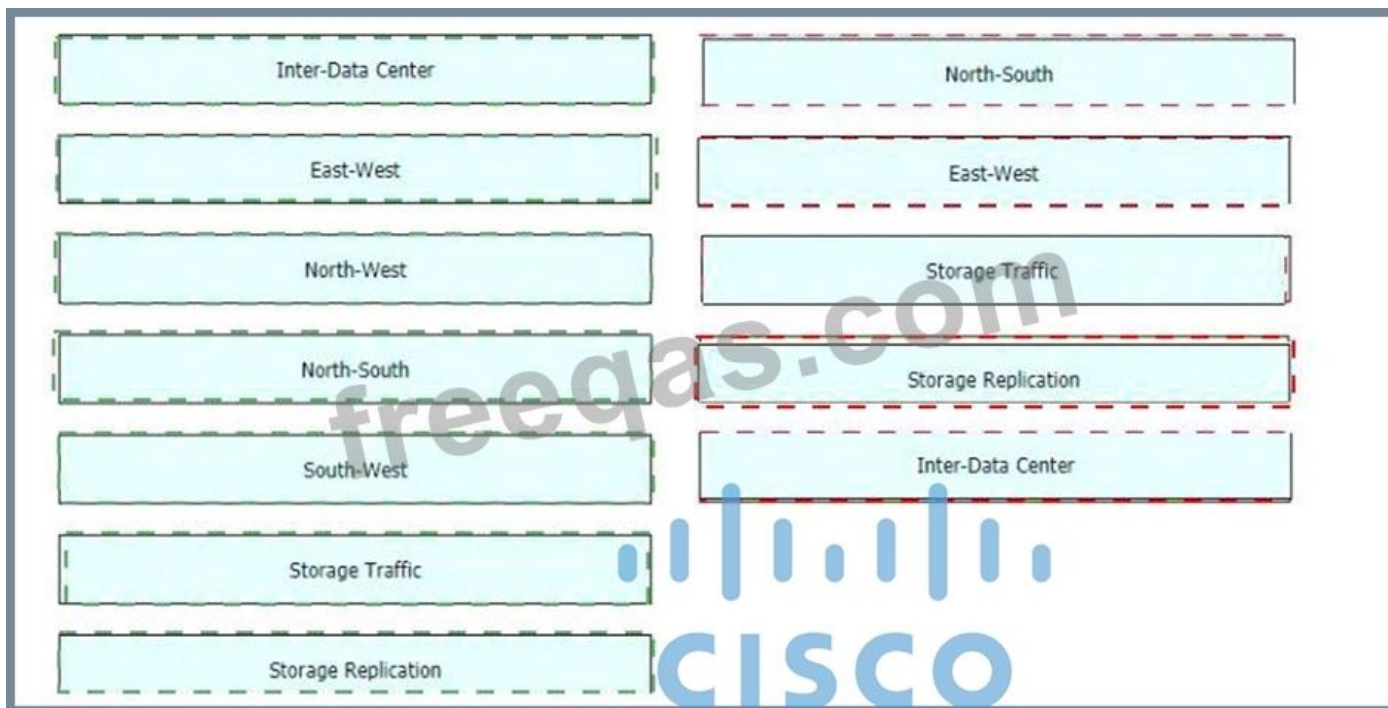 Inter-Data Center
East-West
North-West
North-South
South-West
Storage Traffic
Storage Replication
North-South
East-West
Storage Traffic
Storage Replication
Inter-Data Center
freeqas.com
CISCO